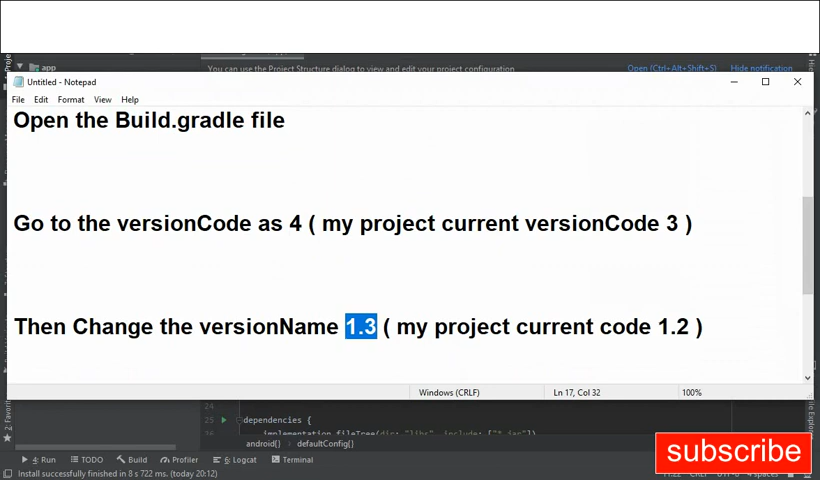 app
You can use the Project Structure dialog to view and edit your project configuration
Open (Ctrl+Alt+Shift+S)
Hide notification
Untitled - Notepad
File Edit Format View Help
Open the Build.gradle file
Go to the versionCode as 4 ( my project current versionCode 3 )
Then Change the versionName 1.3 ( my project current code 1.2 )
Windows (CRLF) Ln 17, Col 32 100%
24
25 dependencies {
26 implementation fileTree(dir: "libs", include: ["*.jar"])
android{} › defaultConfig{}
4: Run TODO Build Profiler 6: Logcat Terminal
Install successfully finished in 8 s 722 ms. (today 20:12)
subscribe